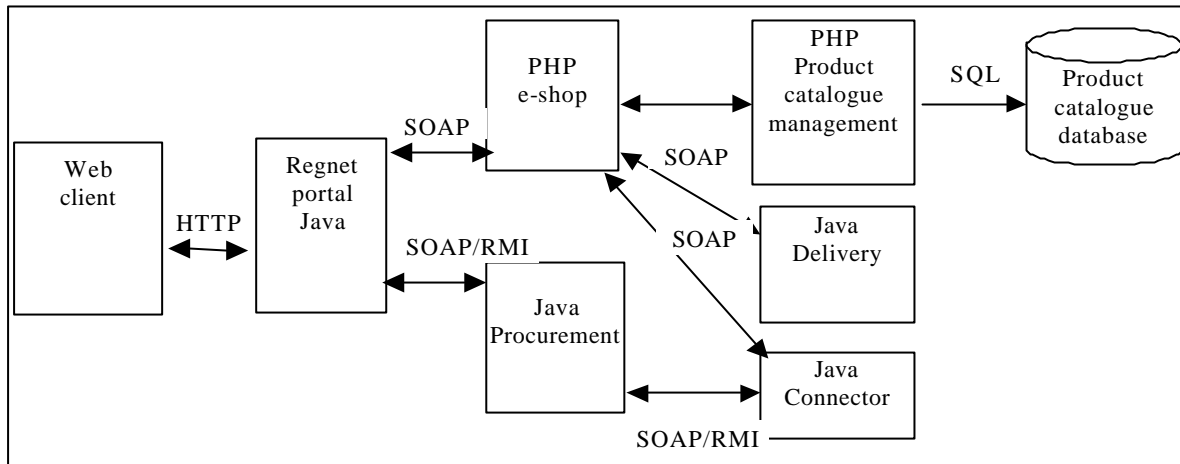 Web
client
HTTP
Regnet
portal
Java
SOAP
SOAP/RMI
PHP
e-shop
Java
Procurement
SOAP
SOAP
SOAP/RMI
PHP
Product
catalogue
management
Java
Delivery
Java
Connector
SQL
Product
catalogue
database